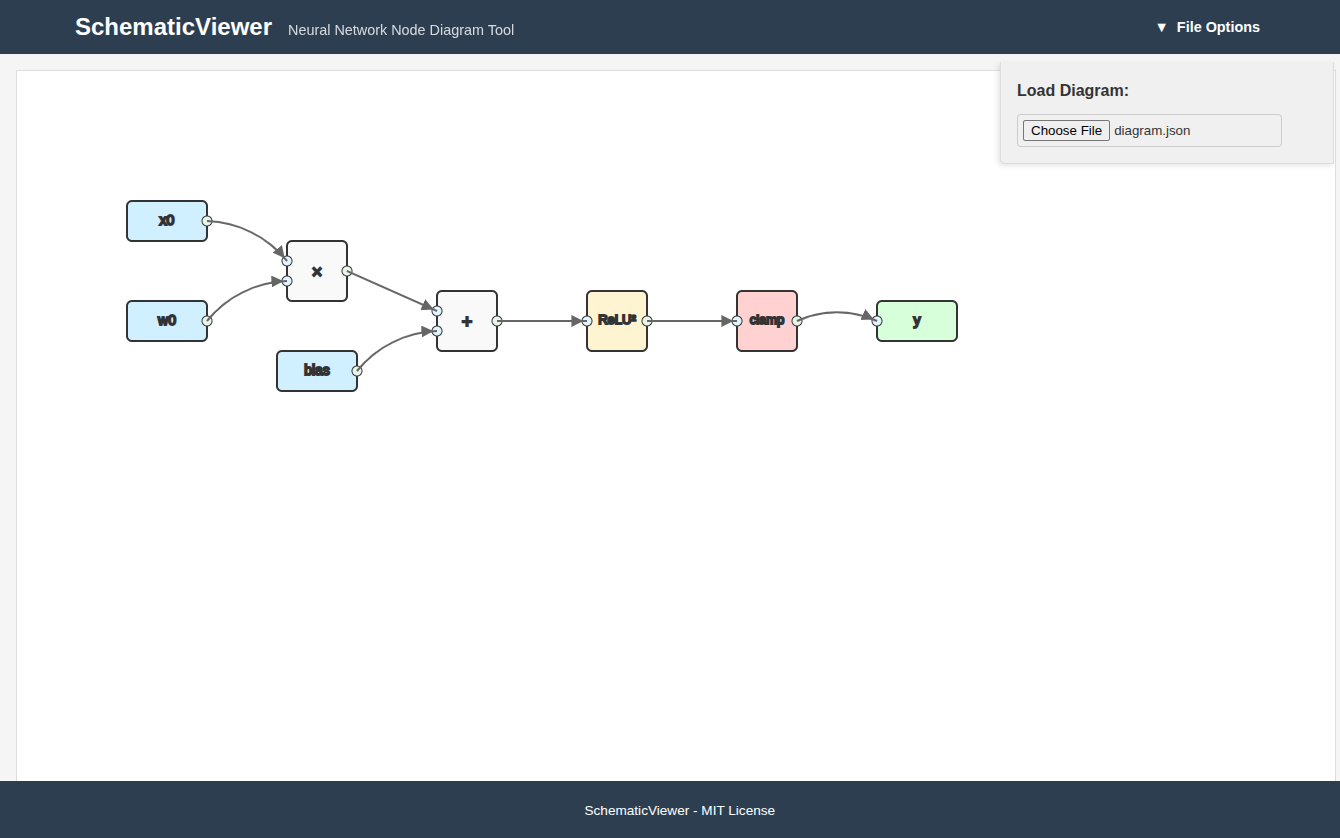 SchematicViewer Neural Network Node Diagram Tool
▼ File Options
Load Diagram:
Choose File diagram.json
x0
×
w0
+
ReLU²
clamp
y
bias
SchematicViewer - MIT License